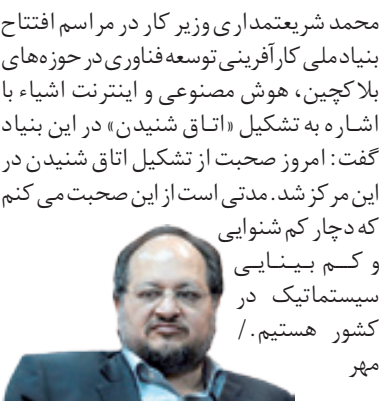 محمد شریعتمداری وزیر کار در مراسم افتتاح
بنیاد ملی کارآفرینی توسعه فناوری در حوزه‌های
بلاکچین، هوش مصنوعی و اینترنت اشیاء با
اشاره به تشکیل «اتاق شنیدن» در این بنیاد
گفت: امروز صحبت از تشکیل اتاق شنیدن در
این مرکز شد. مدتی است از این صحبت می کنم
که دچار کم شنوایی
و کم بینایی
سیستماتیک در
کشور هستیم. /
مهر